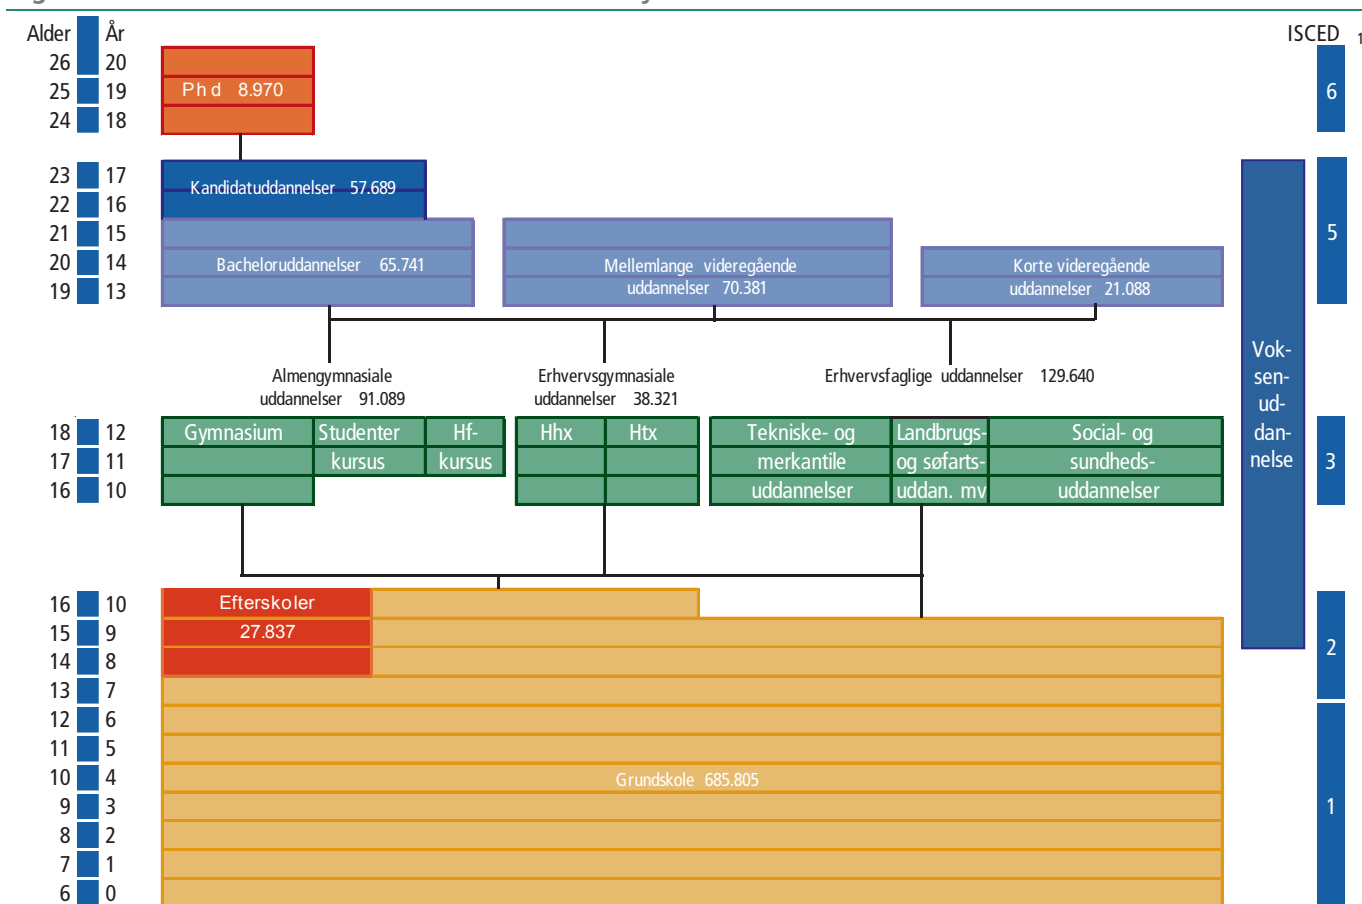 Alder År ISCED 1
26 20
25 19 Phd 8.970 6
24 18
23 17
Kandidatuddannelser 57.689
22 16
21 15 5
20 14 Bacheloruddannelser 65.741 Mellemlange videregående Korte videregående
19 13 uddannelser 70.381 uddannelser 21.088
Almengymnasiale Erhvervsgymnasiale Erhvervsfaglige uddannelser 129.640
uddannelser 91.089 uddannelser 38.321
Vok-
sen-
ud-
dan-
nelse
18 12 Gymnasium Studenter Hf- Hhx Htx Tekniske- og Landbrugs- Social- og
17 11 kursus kursus merkantile og søfarts- sundheds- 3
16 10 uddannelser uddan. mv uddannelser
16 10 Efterskoler
15 9 27.837
14 8 2
13 7
12 6
11 5
10 4 Grundskole 685.805
9 3 1
8 2
7 1
6 0